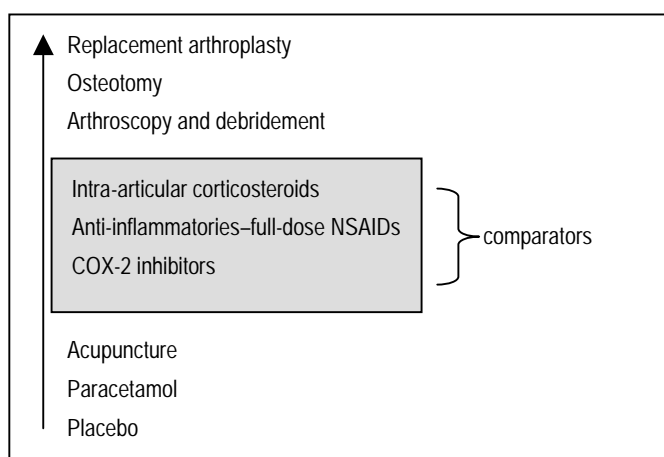 Replacement arthroplasty
Osteotomy
Arthroscopy and debridement
Intra-articular corticosteroids
Anti-inflammatories–full-dose NSAIDs
COX-2 inhibitors
comparators
Acupuncture
Paracetamol
Placebo